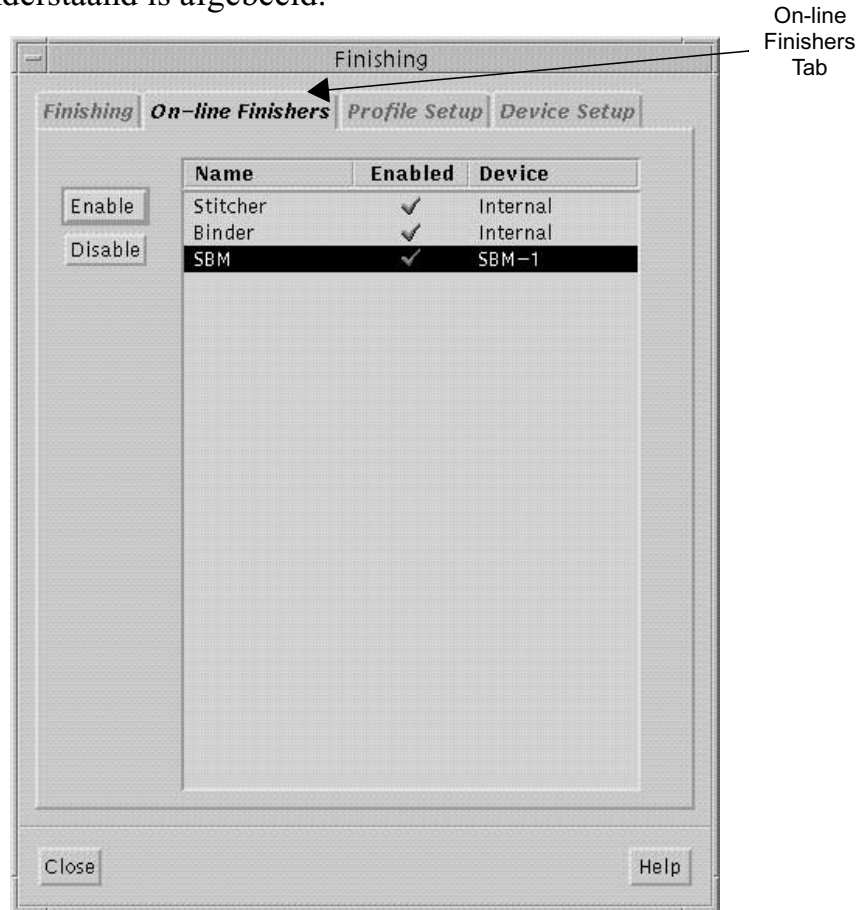 is afgebeeld.
On-line
Finishers
Tab
Finishing
Finishing On-line Finishers Profile Setup Device Setup
Name Enabled Device
Enable
Disable
Stitcher ✓ Internal
Binder ✓ Internal
SBM ✓ SBM-1
Close Help